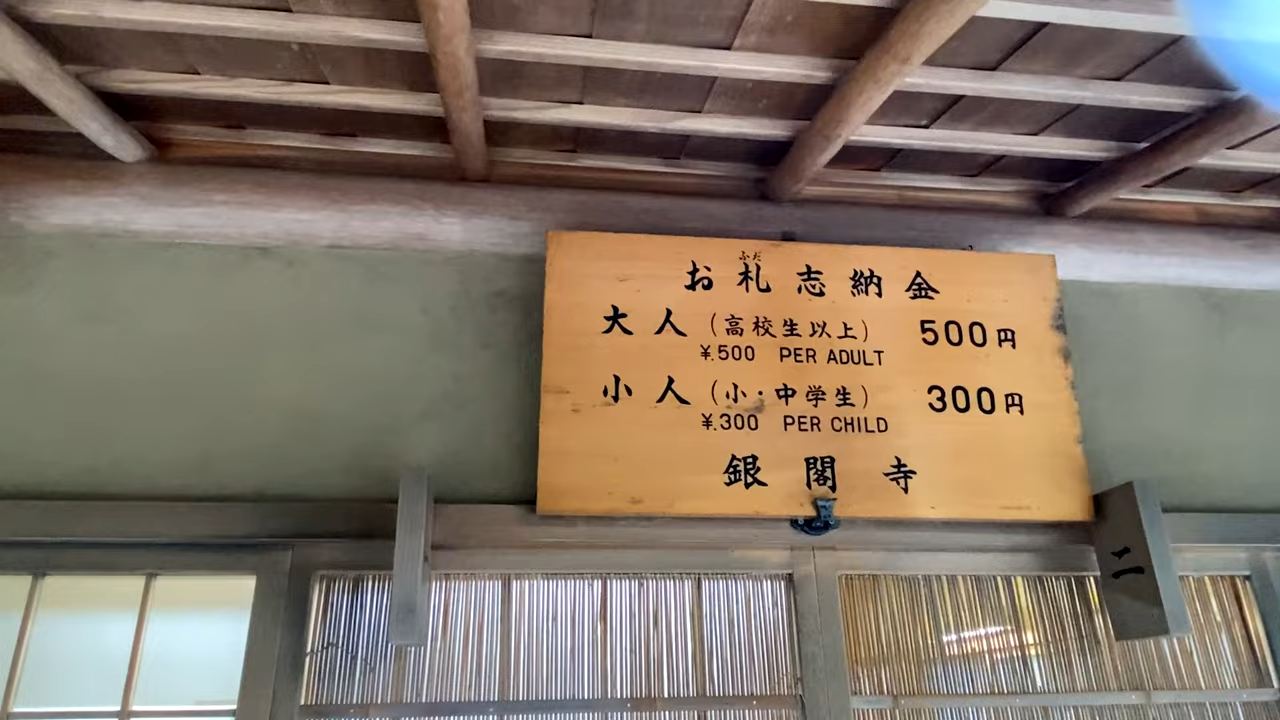 お札志納金
ふだ
大人（高校生以上） 500円
¥.500 PER ADULT
小人（小・中学生） 300円
¥.300 PER CHILD
銀閣寺
二